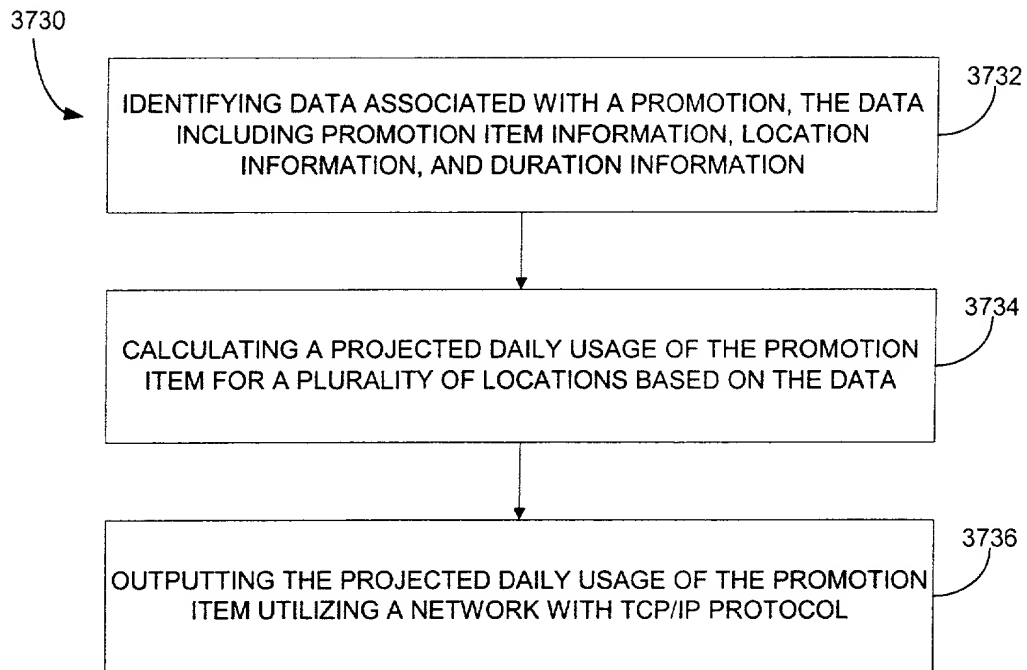 3730
3732
IDENTIFYING DATA ASSOCIATED WITH A PROMOTION, THE DATA
INCLUDING PROMOTION ITEM INFORMATION, LOCATION
INFORMATION, AND DURATION INFORMATION
3734
CALCULATING A PROJECTED DAILY USAGE OF THE PROMOTION
ITEM FOR A PLURALITY OF LOCATIONS BASED ON THE DATA
3736
OUTPUTTING THE PROJECTED DAILY USAGE OF THE PROMOTION
ITEM UTILIZING A NETWORK WITH TCP/IP PROTOCOL